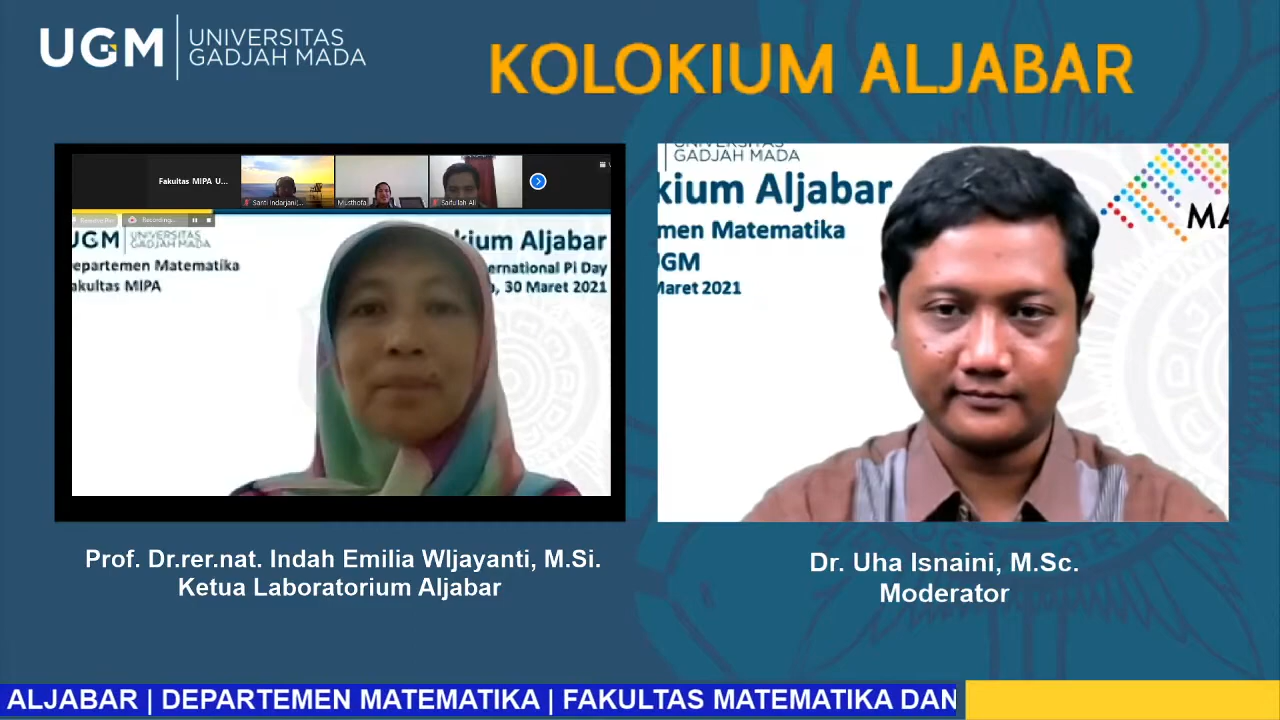 UGM
UNIVERSITAS
GADJAH MADA
KOLOKIUM ALJABAR
Fakultas MIPA U...
Santi Indarjani(...
Musthofa
Saifullah Ali
Recording...
UGM
UNIVERSITAS
GADJAH MADA
kium Aljabar
Departemen Matematika
ernational Pi Day
akultas MIPA
, 30 Maret 2021
UNIVERSITAS
GADJAH MADA
kium Aljabar
men Matematika
UGM
Maret 2021
MA
Prof. Dr.rer.nat. Indah Emilia WIjayanti, M.Si.
Ketua Laboratorium Aljabar
Dr. Uha Isnaini, M.Sc.
Moderator
ALJABAR | DEPARTEMEN MATEMATIKA | FAKULTAS MATEMATIKA DAN